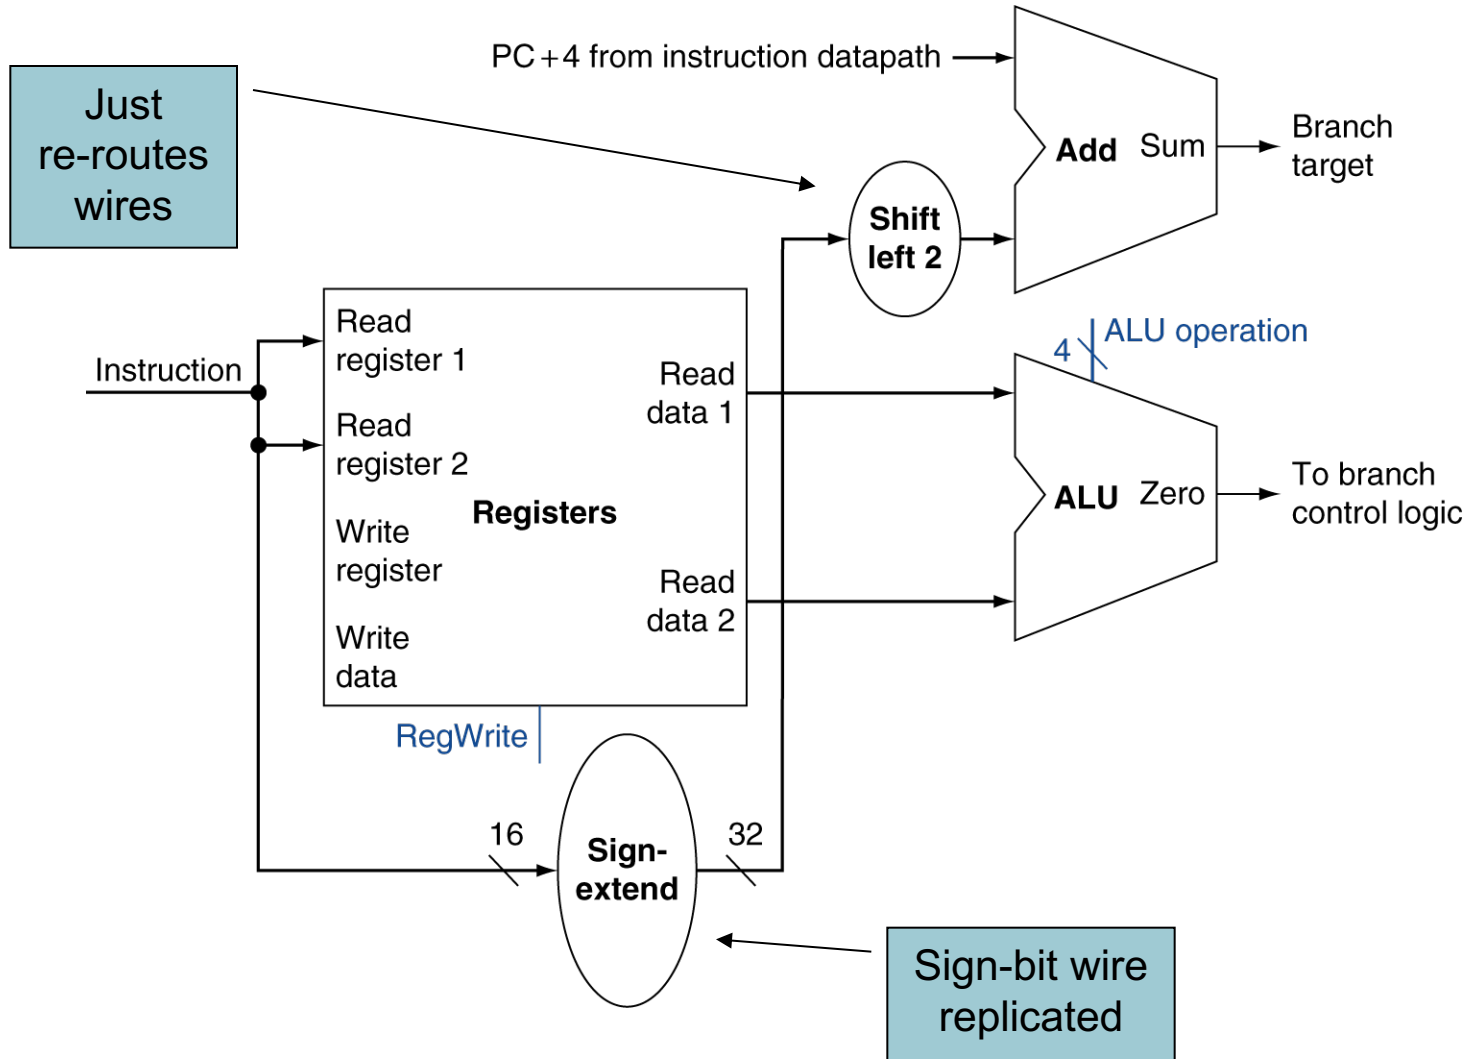 PC+4 from instruction datapath
Just
re-routes
wires
Add
Sum
Branch
target
Shift
left 2
Instruction
Read
register 1
Read
register 2
Write
register
Write
data
Registers
Read
data 1
Read
data 2
4
ALU operation
ALU
Zero
To branch
control logic
RegWrite
16
Sign-
extend
32
Sign-bit wire
replicated